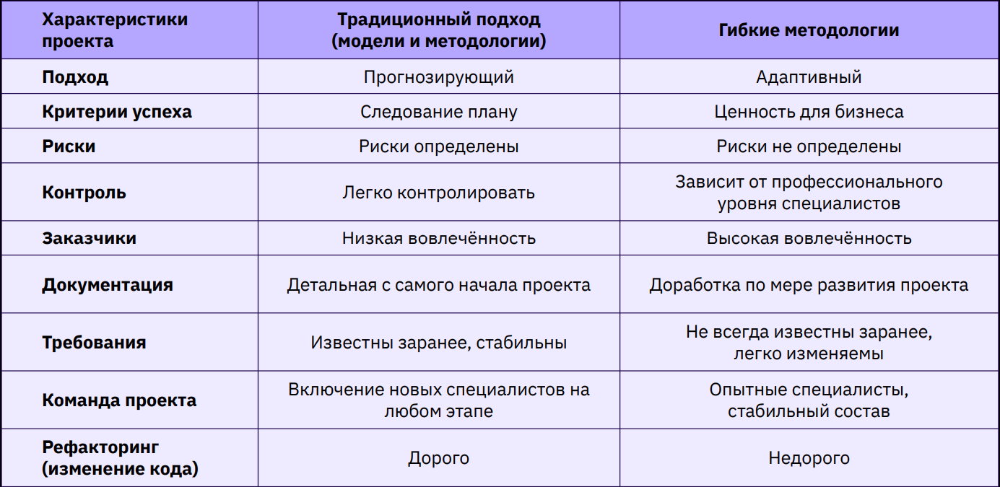 Характеристики
проекта
Традиционный подход
(модели и методологии)
Гибкие методологии
Подход
Прогнозирующий
Адаптивный
Критерии успеха
Следование плану
Ценность для бизнеса
Риски
Риски определены
Риски не определены
Контроль
Легко контролировать
Зависит от профессионального
уровня специалистов
Заказчики
Низкая вовлечённость
Высокая вовлечённость
Документация
Детальная с самого начала проекта
Доработка по мере развития проекта
Требования
Известны заранее, стабильны
Не всегда известны заранее,
легко изменяемы
Команда проекта
Включение новых специалистов на
любом этапе
Опытные специалисты,
стабильный состав
Рефакторинг
(изменение кода)
Дорого
Недорого